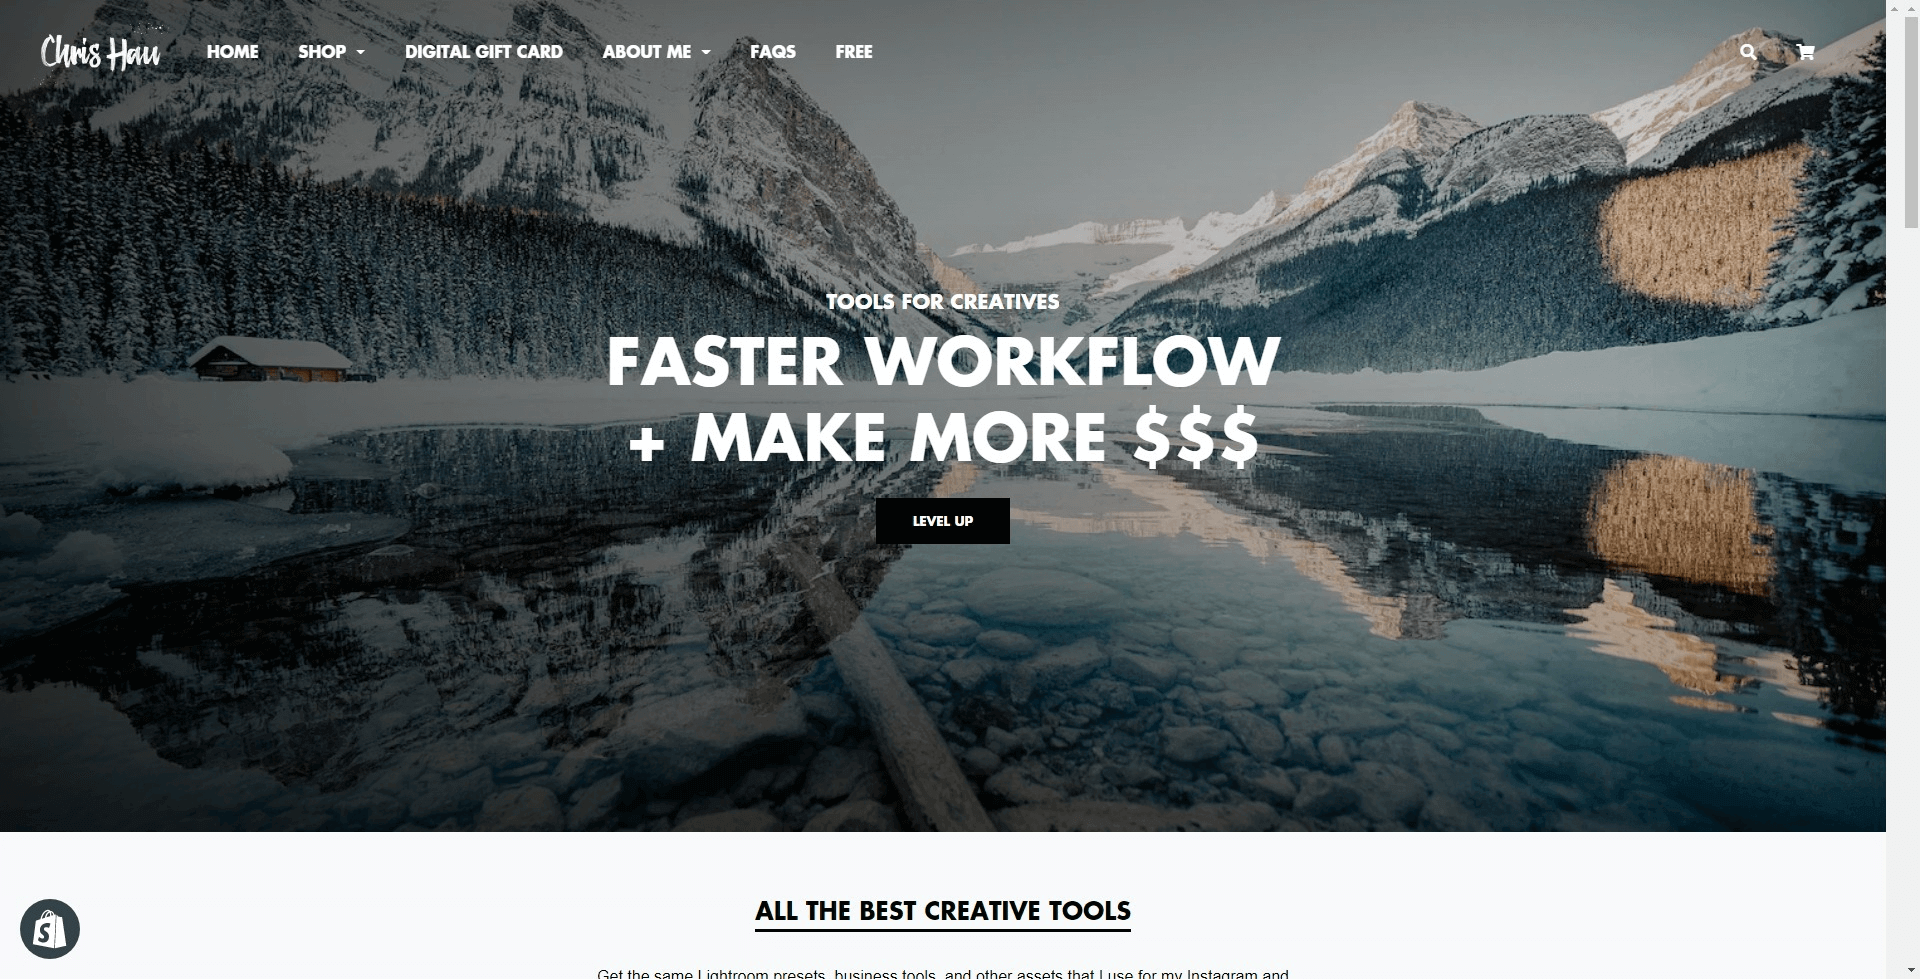 Chris Hau
HOME SHOP DIGITAL GIFT CARD ABOUT ME FAQS FREE
TOOLS FOR CREATIVES
FASTER WORKFLOW
+ MAKE MORE $$$
LEVEL UP
ALL THE BEST CREATIVE TOOLS
Get the same Lightroom presets, business tools, and other assets that I use for my Instagram and
S